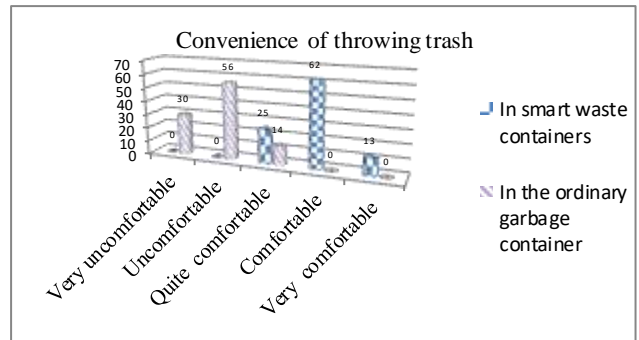 Convenience of throwing trash
70
60
50
40
30
20
10
0
30
0
56
0
25
14
62
0
13
0
Very uncomfortable
Uncomfortable
Quite comfortable
Comfortable
Very comfortable
In smart waste
containers
In the ordinary
garbage
container